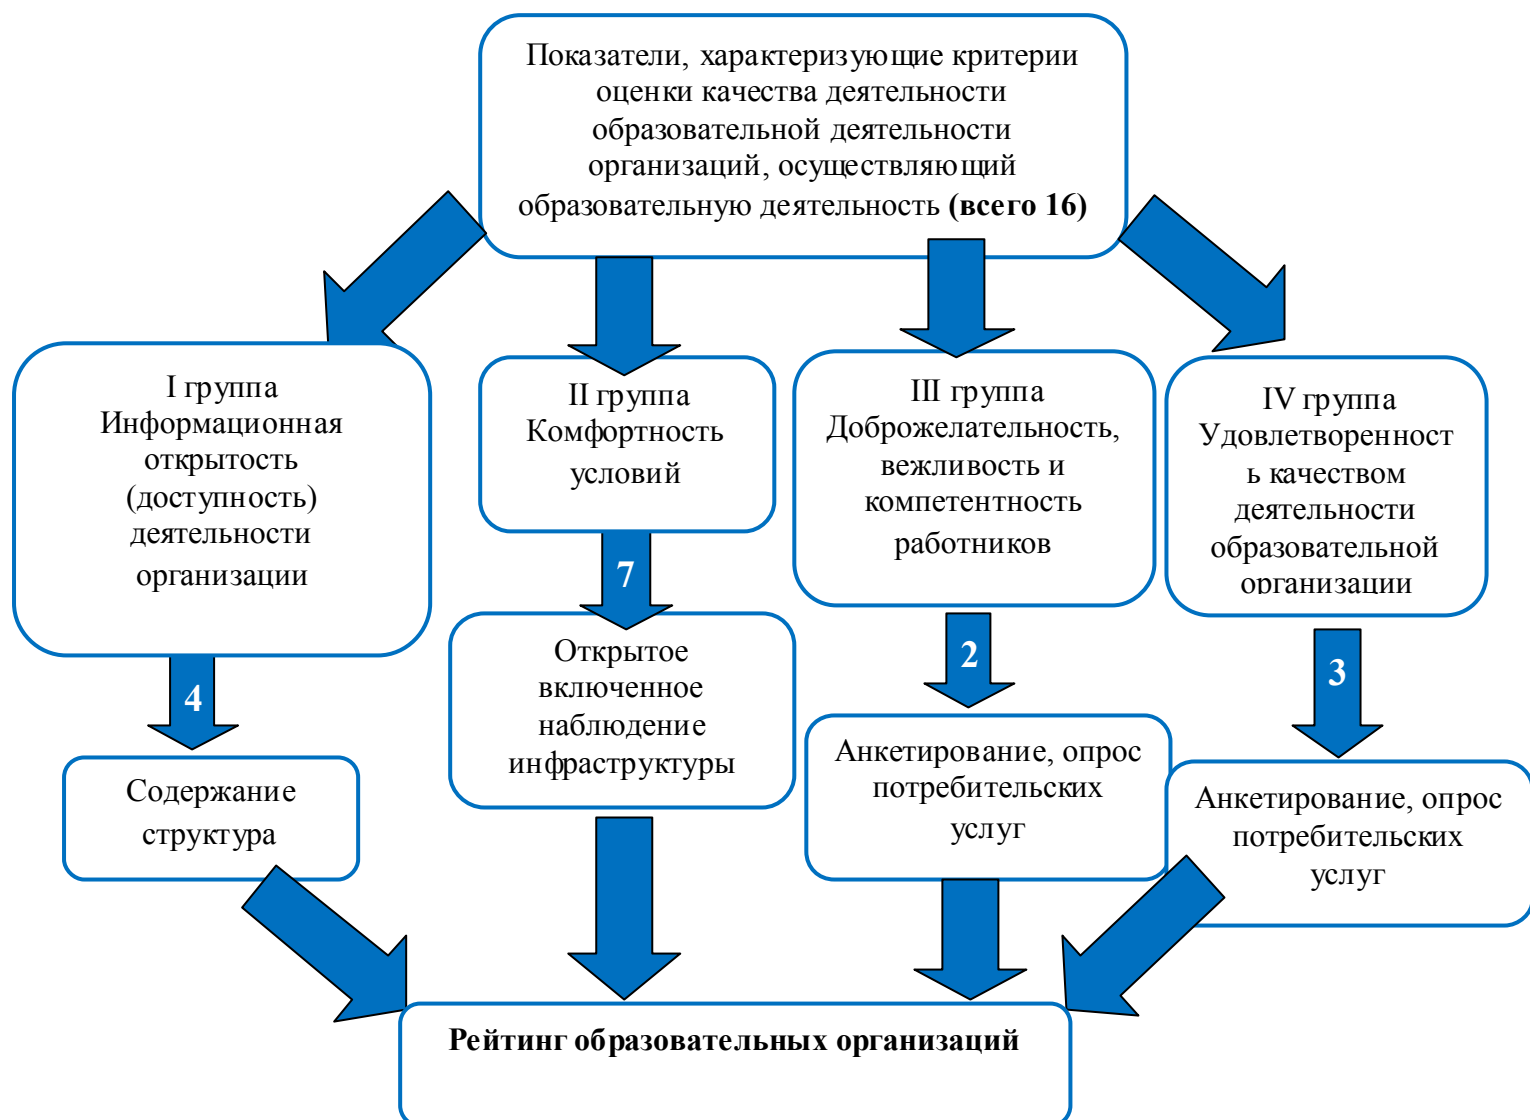 Показатели, характеризующие критерии
оценки качества деятельности
образовательной деятельности
организаций, осуществляющий
образовательную деятельность (всего 16)
I группа
Информационная
открытость
(доступность)
деятельности
организации
II группа
Комфортность
условий
III группа
Доброжелательность,
вежливость и
компетентность
работников
IV группа
Удовлетворенност
ь качеством
деятельности
образовательной
организации
4
7
2
3
Содержание
структура
Открытое
включенное
наблюдение
инфраструктуры
Анкетирование, опрос
потребительских
услуг
Анкетирование, опрос
потребительских
услуг
Рейтинг образовательных организаций